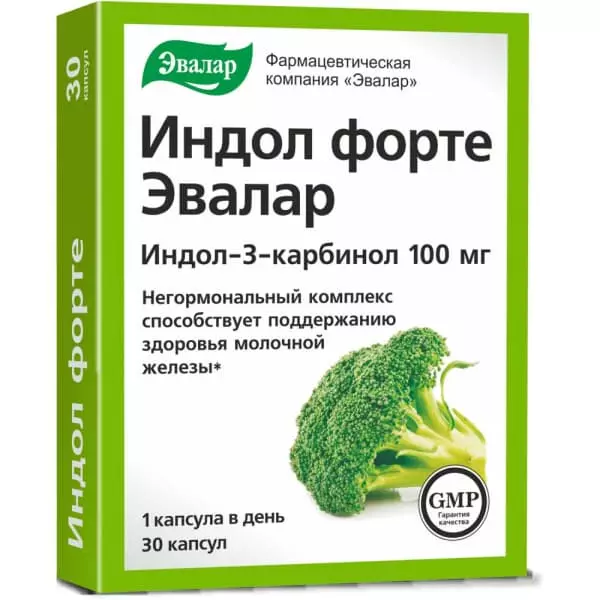 30 капсул
Индол форте
Эвалар
Фармацевтическая
компания «Эвалар»
Индол форте
Эвалар
Индол-3-карбинол 100 мг
Негормональный комплекс
способствует поддержанию
здоровья молочной
железы*
1 капсула в день
30 капсул
GMP
Гарантия
качества